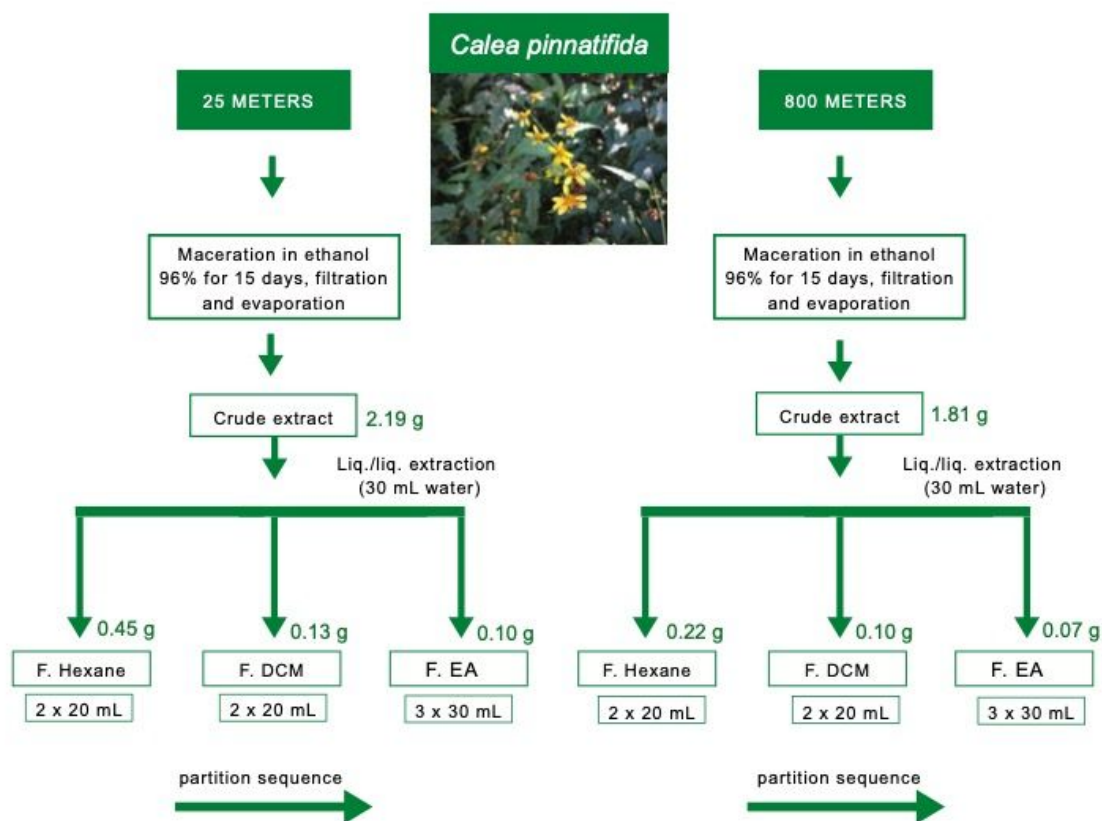 Calea pinnatifida
25 METERS
800 METERS
Maceration in ethanol
96% for 15 days, filtration
and evaporation
Maceration in ethanol
96% for 15 days, filtration
and evaporation
Crude extract
2.19 g
Crude extract
1.81 g
Liq./liq. extraction
(30 mL water)
Liq./liq. extraction
(30 mL water)
0.45 g
0.13 g
0.10 g
0.22 g
0.10 g
0.07 g
F. Hexane
F. DCM
F. EA
F. Hexane
F. DCM
F. EA
2 x 20 mL
2 x 20 mL
3 x 30 mL
2 x 20 mL
2 x 20 mL
3 x 30 mL
partition sequence
partition sequence